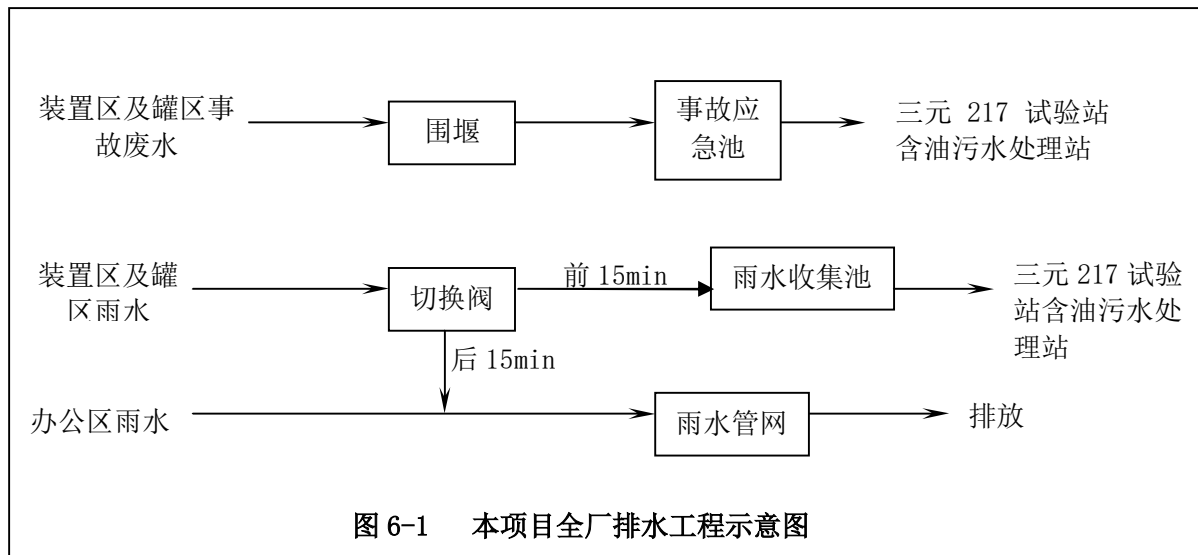 装置区及罐区事
故废水
围堰
事故应
急池
三元 217 试验站
含油污水处理站
装置区及罐
区雨水
切换阀
前 15min
雨水收集池
三元 217 试验
站含油污水处
理站
后 15min
办公区雨水
雨水管网
排放
图 6-1 本项目全厂排水工程示意图